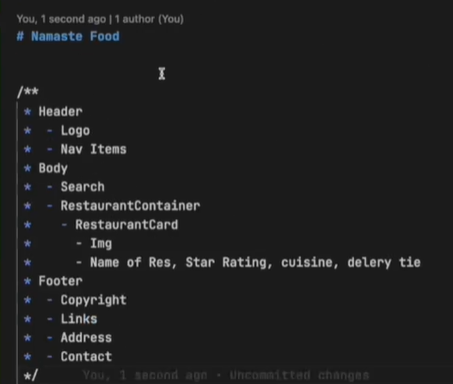 You, 1 second ago | 1 author (You)
# Namaste Food
/**
* Header
* - Logo
* - Nav Items
* Body
* - Search
* - RestaurantContainer
* - RestaurantCard
* - Img
* - Name of Res, Star Rating, cuisine, delery tie
* Footer
* - Copyright
* - Links
* - Address
* - Contact
*/ You, 1 second ago • Uncommitted changes